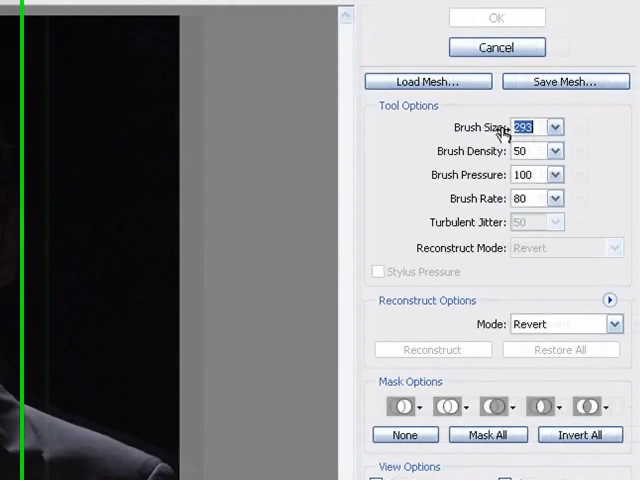 OK
Cancel
Load Mesh... Save Mesh...
Tool Options
Brush Size: 293
Brush Density: 50
Brush Pressure: 100
Brush Rate: 80
Turbulent Jitter: 50
Reconstruct Mode: Revert
Stylus Pressure
Reconstruct Options
Mode: Revert
Reconstruct Restore All
Mask Options
None Mask All Invert All
View Options